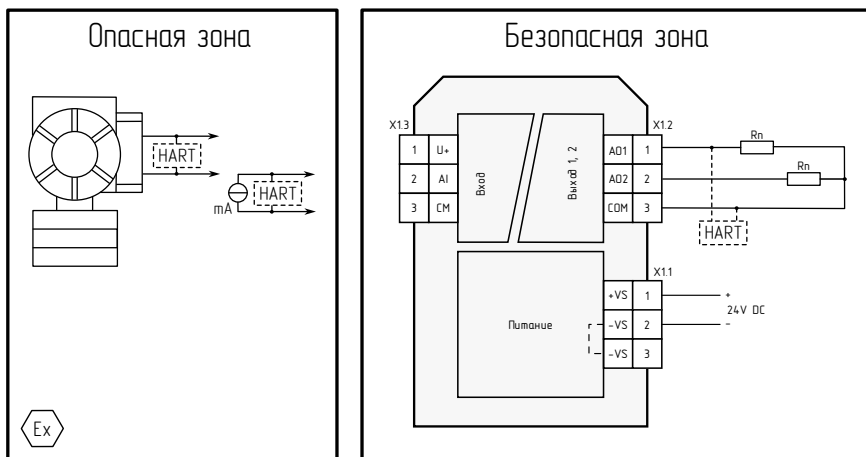 Опасная зона
HART
HART
mA
Ex
Безопасная зона
X1.3
X1.2
1 U+
2 AI
3 CM
Вход
Выход 1, 2
AO1 1
AO2 2
COM 3
Rn
Rn
HART
X1.1
Питание
+VS 1
-VS 2
-VS 3
+
24V DC
-